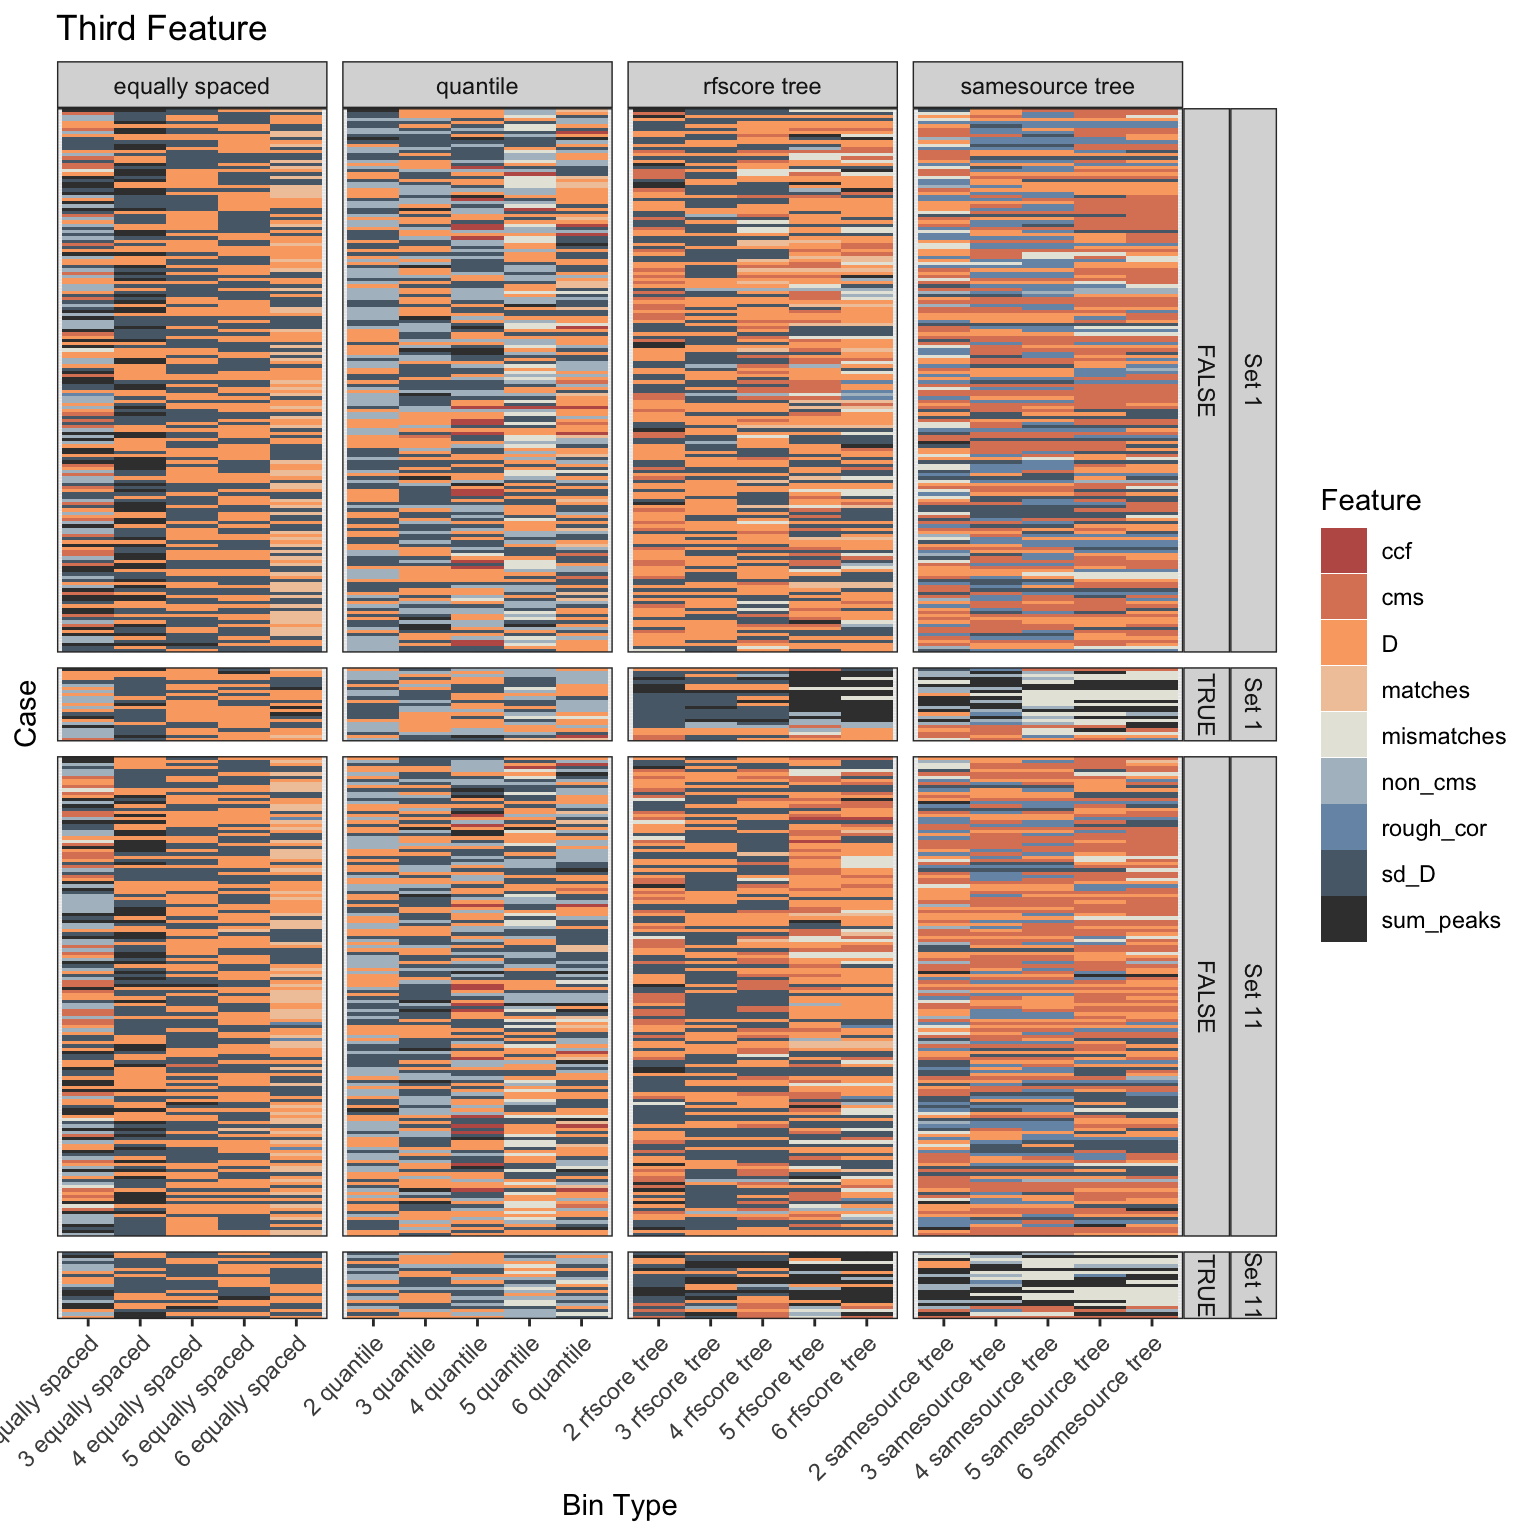 Third Feature
equally spaced
quantile
rfscore tree
samesource tree
FALSE
Set 1
TRUE
Set 1
FALSE
Set 11
TRUE
Set 11
Case
Feature
ccf
cms
D
matches
mismatches
non_cms
rough_cor
sd_D
sum_peaks
spaced
3 equally spaced
4 equally spaced
5 equally spaced
6 equally spaced
2 quantile
3 quantile
4 quantile
5 quantile
6 quantile
2 rfscore tree
3 rfscore tree
4 rfscore tree
5 rfscore tree
6 rfscore tree
2 samesource tree
3 samesource tree
4 samesource tree
5 samesource tree
6 samesource tree
Bin Type